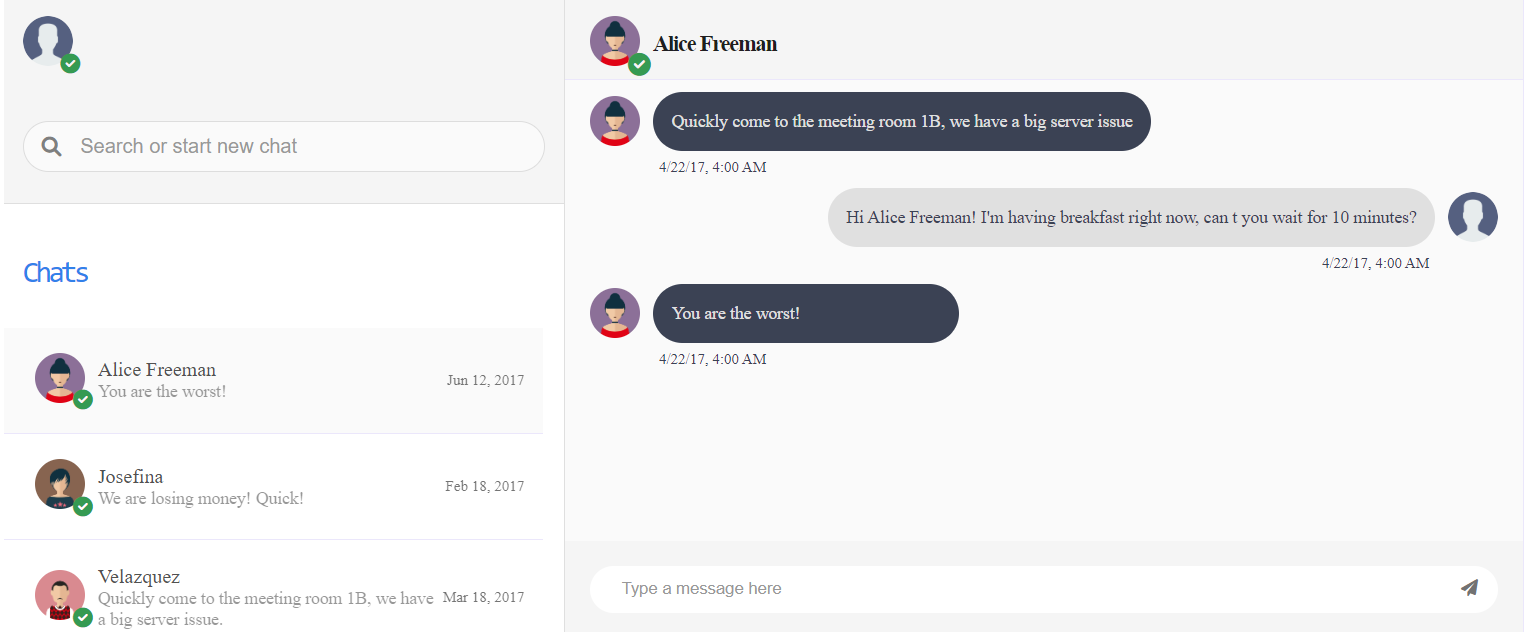 Search or start new chat
Chats
Alice Freeman
You are the worst!
Jun 12, 2017
Josefina
We are losing money! Quick!
Feb 18, 2017
Velazquez
Quickly come to the meeting room 1B, we have
a big server issue.
Mar 18, 2017
Alice Freeman
Quickly come to the meeting room 1B, we have a big server issue
4/22/17, 4:00 AM
Hi Alice Freeman! I'm having breakfast right now, can t you wait for 10 minutes?
4/22/17, 4:00 AM
You are the worst!
4/22/17, 4:00 AM
Type a message here